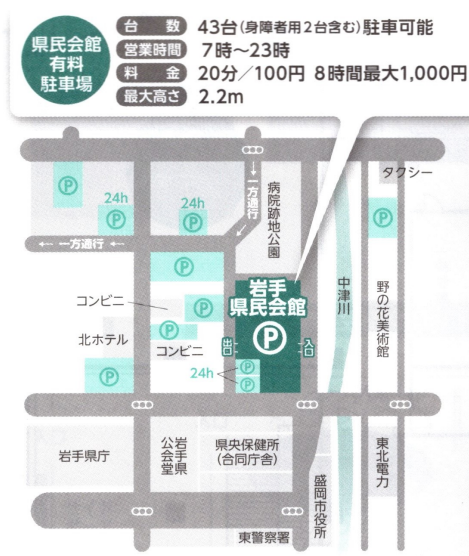 県民会館
有料
駐車場
台数 43台(身障者用2台含む)駐車可能
営業時間 7時～23時
料金 20分／100円 8時間最大1,000円
最大高さ 2.2m
タクシー
P
24h
P
24h
P
一方通行
病院跡地公園
P
← 一方通行 ←
P
中津川
野の花美術館
岩手
県民会館
P
出口
入口
コンビニ
P
P
コンビニ
北ホテル
P
24h
P
P
岩手県庁
岩手県
公会堂
県央保健所
(合同庁舎)
盛岡市役所
東北電力
東警察署